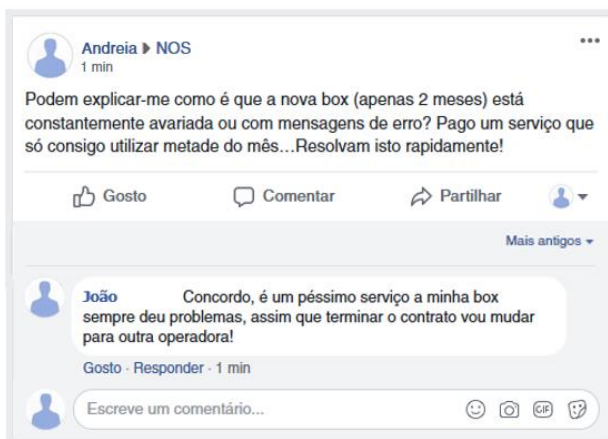 Andreia ▶ NOS
1 min
Podem explicar-me como é que a nova box (apenas 2 meses) está
constantemente avariada ou com mensagens de erro? Pago um serviço que
só consigo utilizar metade do mês…Resolvam isto rapidamente!
Gosto Comentar Partilhar
Mais antigos
João Concordo, é um péssimo serviço a minha box
sempre deu problemas, assim que terminar o contrato vou mudar
para outra operadora!
Gosto · Responder · 1 min
Escreve um comentário... GIF